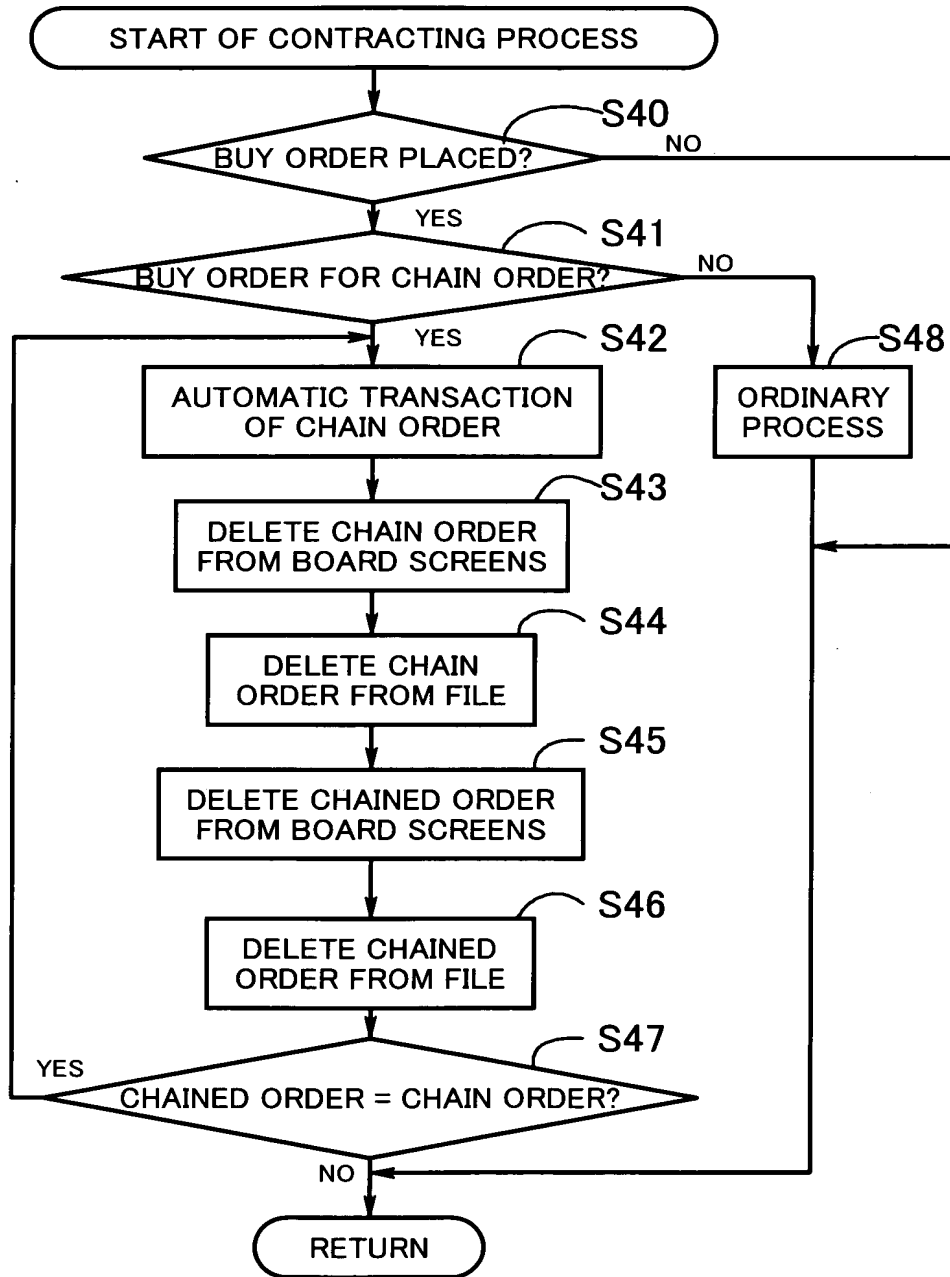 START OF CONTRACTING PROCESS
S40
BUY ORDER PLACED?
NO
YES
S41
BUY ORDER FOR CHAIN ORDER?
NO
YES
S42
AUTOMATIC TRANSACTION
OF CHAIN ORDER
S48
ORDINARY
PROCESS
S43
DELETE CHAIN ORDER
FROM BOARD SCREENS
S44
DELETE CHAIN
ORDER FROM FILE
S45
DELETE CHAINED ORDER
FROM BOARD SCREENS
S46
DELETE CHAINED
ORDER FROM FILE
S47
YES
CHAINED ORDER = CHAIN ORDER?
NO
RETURN